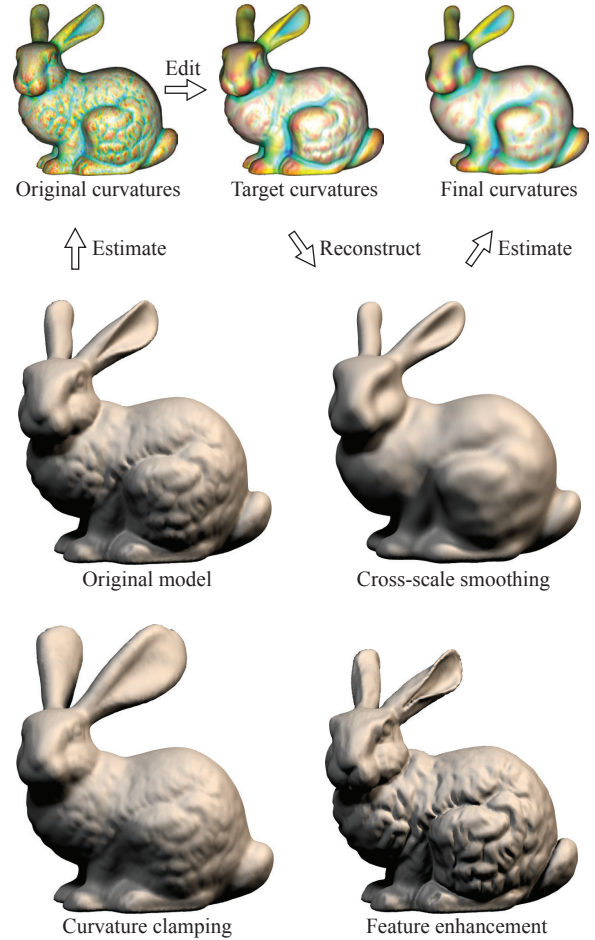 Edit
Original curvatures
Target curvatures
Final curvatures
Estimate
Reconstruct
Estimate
Original model
Cross-scale smoothing
Curvature clamping
Feature enhancement